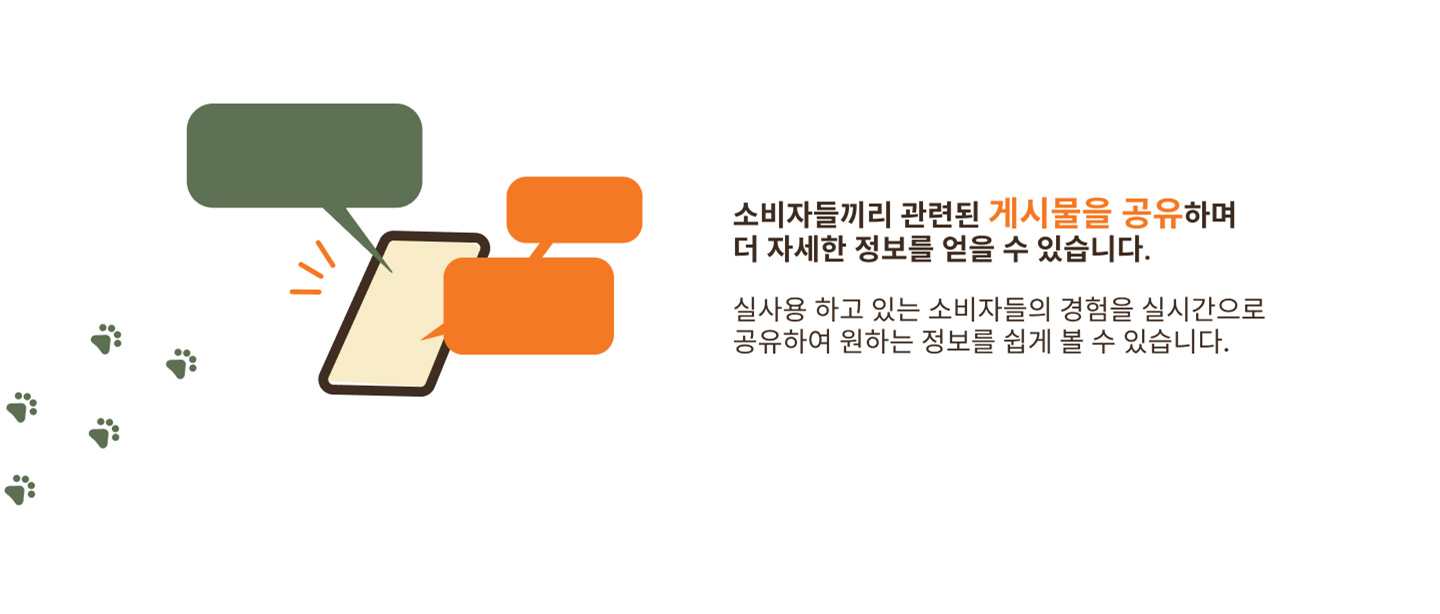 소비자들끼리 관련된 게시물을 공유하며
더 자세한 정보를 얻을 수 있습니다.
실사용 하고 있는 소비자들의 경험을 실시간으로
공유하여 원하는 정보를 쉽게 볼 수 있습니다.